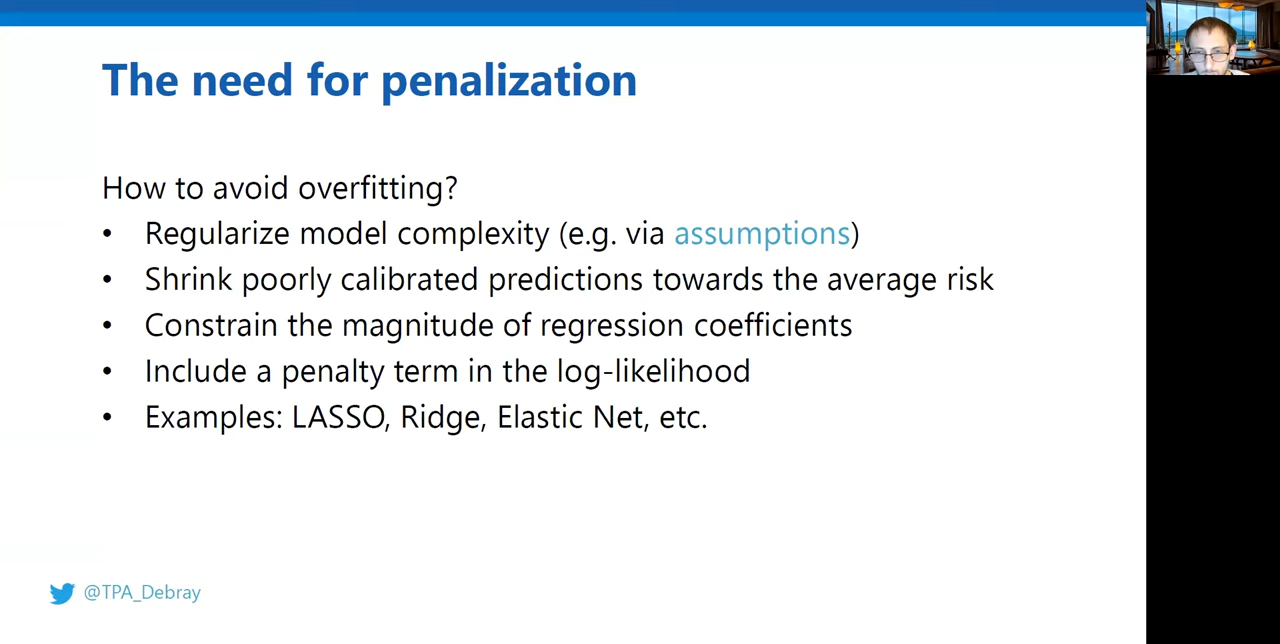 The need for penalization
How to avoid overfitting?
• Regularize model complexity (e.g. via assumptions)
• Shrink poorly calibrated predictions towards the average risk
• Constrain the magnitude of regression coefficients
• Include a penalty term in the log-likelihood
• Examples: LASSO, Ridge, Elastic Net, etc.
@TPA_Debray